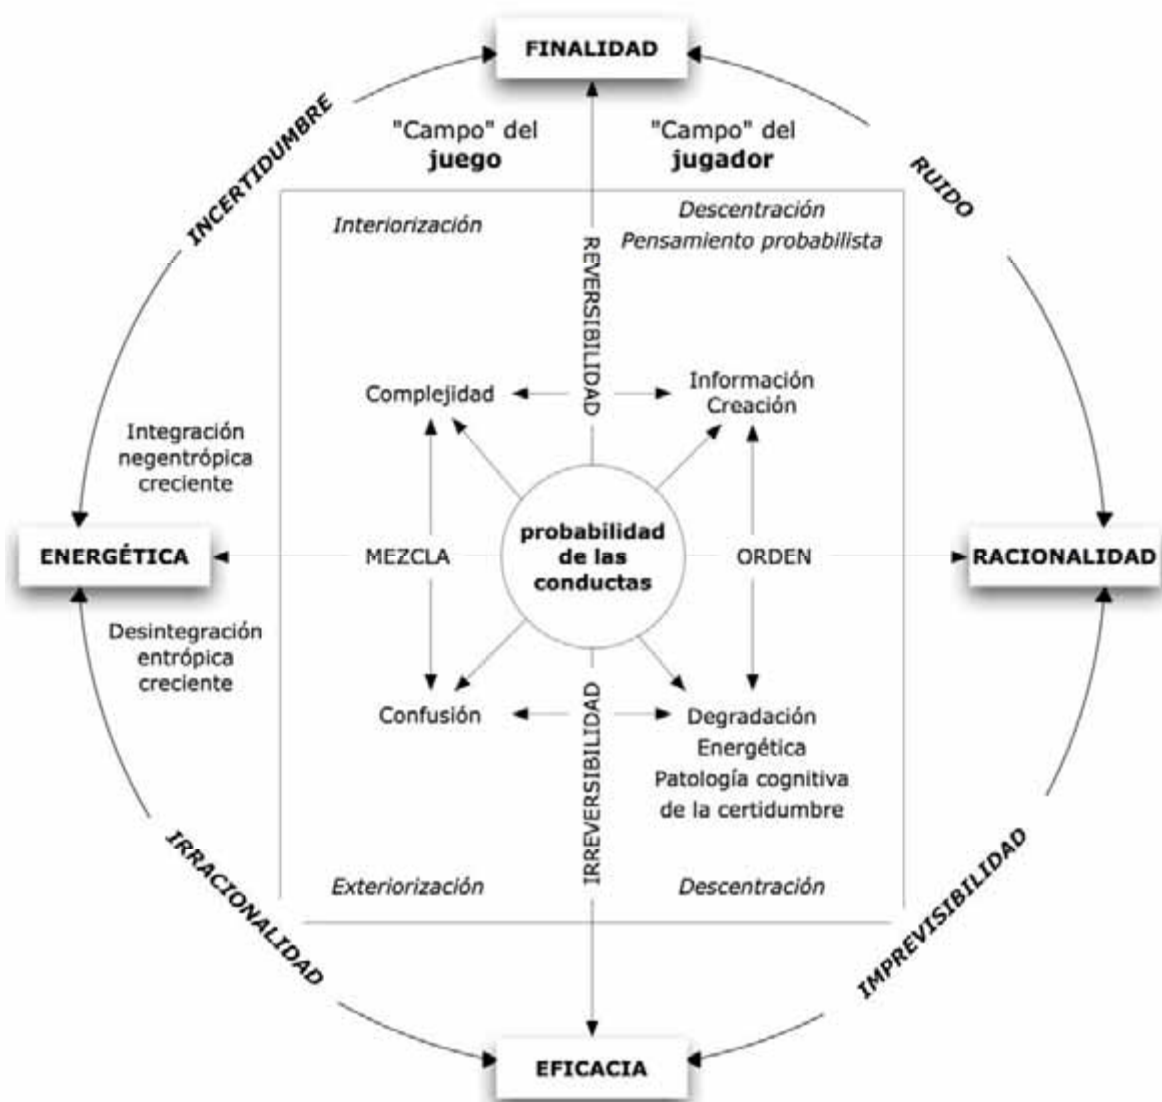 FINALIDAD
"Campo" del
juego
"Campo" del
jugador
INCERTIDUMBRE
RUIDO
Interiorización
Descentración
Pensamiento probabilista
REVERSIBILIDAD
Complejidad
Información
Creación
Integración
negentrópica
creciente
ENERGÉTICA
MEZCLA
probabilidad
de las
conductas
ORDEN
RACIONALIDAD
Desintegración
entrópica
creciente
Confusión
IRREVERSIBILIDAD
Degradación
Energética
Patología cognitiva
de la certidumbre
Exteriorización
Descentración
IRRACIONALIDAD
IMPREVISIBILIDAD
EFICACIA